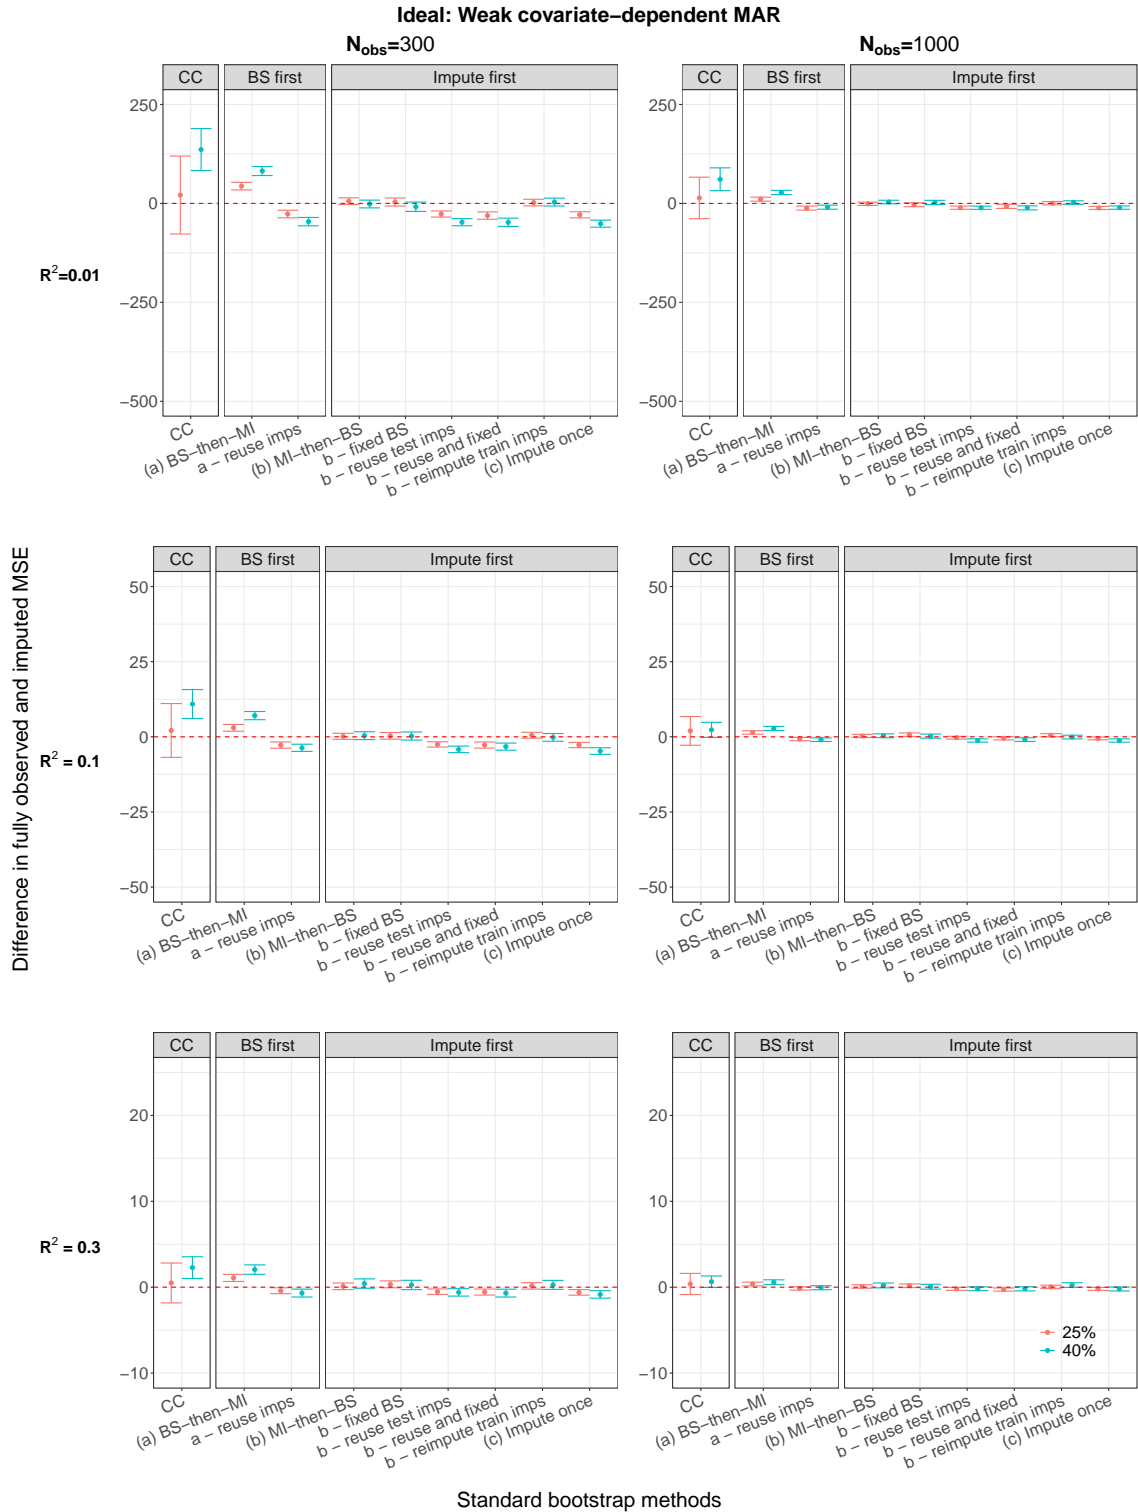 Ideal: Weak covariate−dependent MAR
N_obs=300
N_obs=1000
CC BS first Impute first
CC BS first Impute first
250
0
−250
−500
250
0
−250
−500
R²=0.01
CC
(a) BS−then−MI
a − reuse imps
(b) MI−then−BS
b − fixed BS
b − reuse test imps
b − reuse and fixed
b − reimpute train imps
(c) Impute once
CC
(a) BS−then−MI
a − reuse imps
(b) MI−then−BS
b − fixed BS
b − reuse test imps
b − reuse and fixed
b − reimpute train imps
(c) Impute once
Difference in fully observed and imputed MSE
CC BS first Impute first
CC BS first Impute first
50
25
0
−25
−50
50
25
0
−25
−50
R² = 0.1
CC
(a) BS−then−MI
a − reuse imps
(b) MI−then−BS
b − fixed BS
b − reuse test imps
b − reuse and fixed
b − reimpute train imps
(c) Impute once
CC
(a) BS−then−MI
a − reuse imps
(b) MI−then−BS
b − fixed BS
b − reuse test imps
b − reuse and fixed
b − reimpute train imps
(c) Impute once
CC BS first Impute first
CC BS first Impute first
20
10
0
−10
20
10
0
−10
R² = 0.3
25%
40%
CC
(a) BS−then−MI
a − reuse imps
(b) MI−then−BS
b − fixed BS
b − reuse test imps
b − reuse and fixed
b − reimpute train imps
(c) Impute once
CC
(a) BS−then−MI
a − reuse imps
(b) MI−then−BS
b − fixed BS
b − reuse test imps
b − reuse and fixed
b − reimpute train imps
(c) Impute once
Standard bootstrap methods